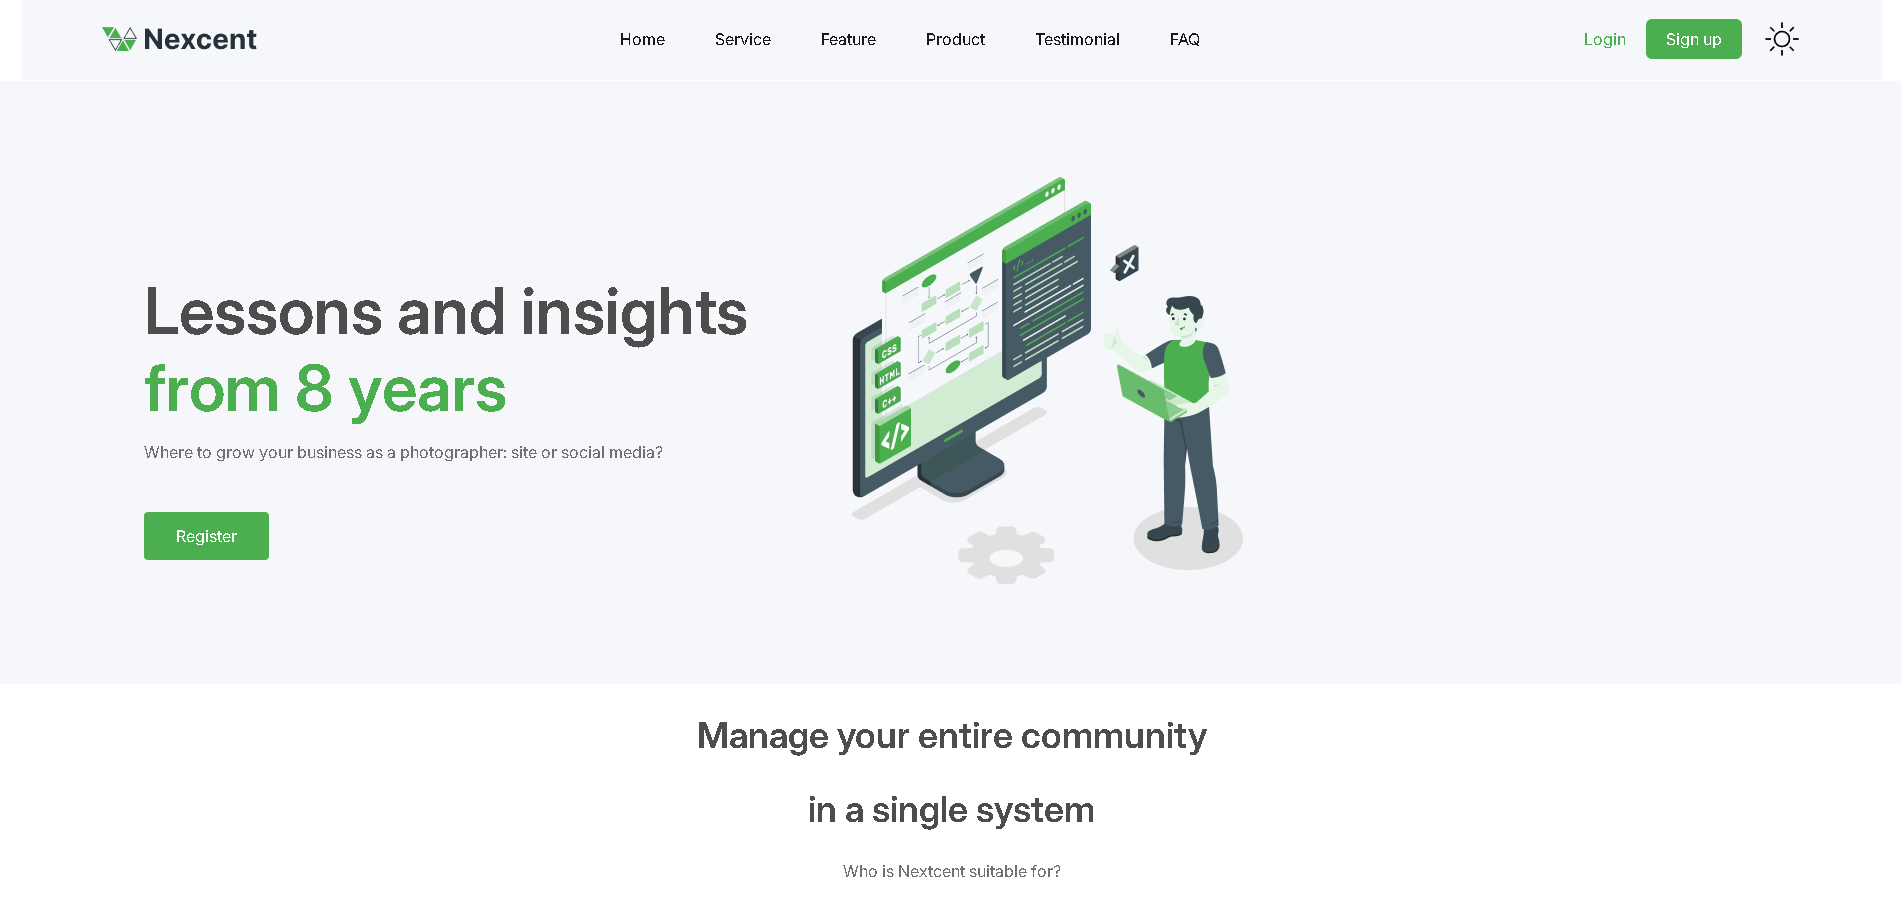 Nexcent
Home Service Feature Product Testimonial FAQ
Login Sign up
Lessons and insights
from 8 years
Where to grow your business as a photographer: site or social media?
Register
CSS
HTML
C++
</>
</> ...
X
Manage your entire community
in a single system
Who is Nextcent suitable for?